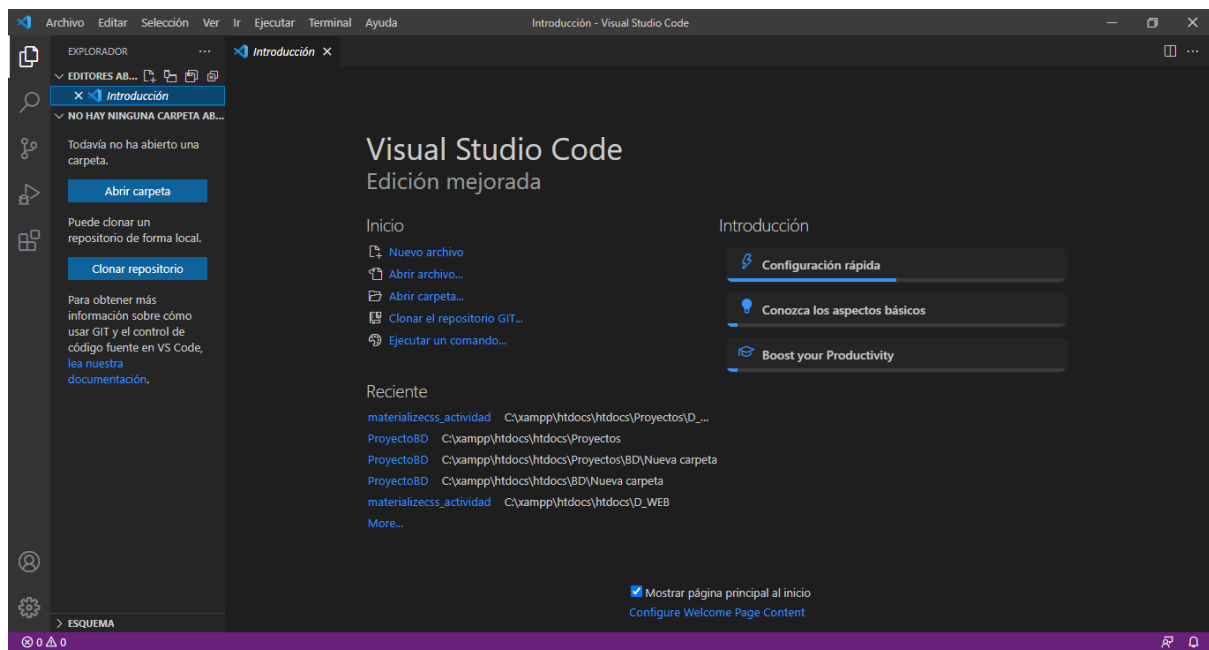 Archivo Editar Selección Ver Ir Ejecutar Terminal Ayuda
Introducción - Visual Studio Code
EXPLORADOR
Introducción
EDITORES AB...
Introducción
NO HAY NINGUNA CARPETA AB...
Todavía no ha abierto una
carpeta.
Abrir carpeta
Puede clonar un
repositorio de forma local.
Clonar repositorio
Para obtener más
información sobre cómo
usar GIT y el control de
código fuente en VS Code,
lea nuestra
documentación.
ESQUEMA
Visual Studio Code
Edición mejorada
Inicio
Nuevo archivo
Abrir archivo...
Abrir carpeta...
Clonar el repositorio GIT...
Ejecutar un comando...
Reciente
materializecss_actividad C:\xampp\htdocs\htdocs\Proyectos\D_...
ProyectoBD C:\xampp\htdocs\htdocs\Proyectos
ProyectoBD C:\xampp\htdocs\htdocs\Proyectos\BD\Nueva carpeta
ProyectoBD C:\xampp\htdocs\htdocs\BD\Nueva carpeta
materializecss_actividad C:\xampp\htdocs\htdocs\D_WEB
More...
Introducción
Configuración rápida
Conozca los aspectos básicos
Boost your Productivity
Mostrar página principal al inicio
Configure Welcome Page Content
0 0